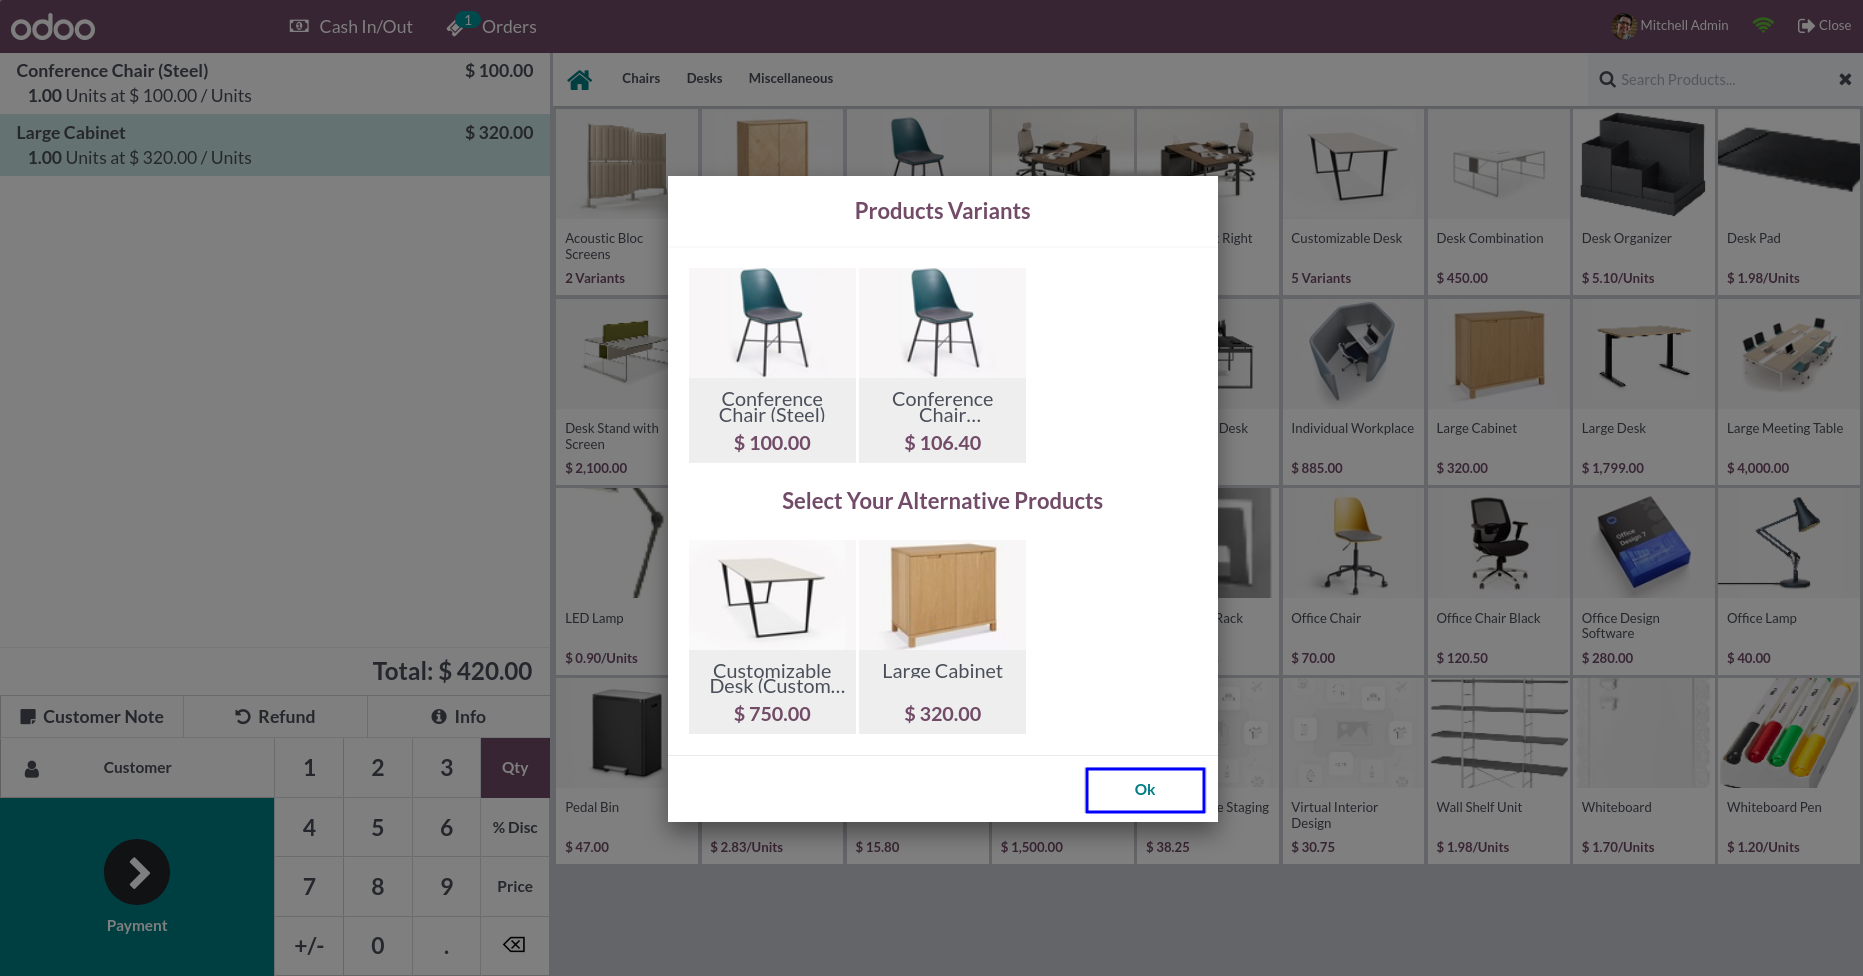 odoo
Cash In/Out
1
Orders
Mitchell Admin
Close
Conference Chair (Steel)
$ 100.00
1.00 Units at $ 100.00 / Units
Large Cabinet
$ 320.00
1.00 Units at $ 320.00 / Units
Chairs
Desks
Miscellaneous
Search Products...
Acoustic Bloc
Screens
2 Variants
Right
Customizable Desk
5 Variants
Desk Combination
$ 450.00
Desk Organizer
$ 5.10/Units
Desk Pad
$ 1.98/Units
Products Variants
Conference
Chair (Steel)
$ 100.00
Conference
Chair...
$ 106.40
Select Your Alternative Products
Customizable
Desk (Custom...
$ 750.00
Large Cabinet
$ 320.00
Ok
Desk Stand with
Screen
$ 2,100.00
Desk
Individual Workplace
$ 885.00
Large Cabinet
$ 320.00
Large Desk
$ 1,799.00
Large Meeting Table
$ 4,000.00
LED Lamp
$ 0.90/Units
Rack
Office Chair
$ 70.00
Office Chair Black
$ 120.50
Office
Design 7
Office Design
Software
$ 280.00
Office Lamp
$ 40.00
Pedal Bin
$ 47.00
$ 2.83/Units
$ 15.80
$ 1,500.00
e Staging
$ 38.25
Virtual Interior
Design
$ 30.75
Wall Shelf Unit
$ 1.98/Units
Whiteboard
$ 1.70/Units
Whiteboard Pen
$ 1.20/Units
Total: $ 420.00
Customer Note
Refund
Info
Customer
1
2
3
Qty
4
5
6
% Disc
7
8
9
Price
+/-
0
.
Payment